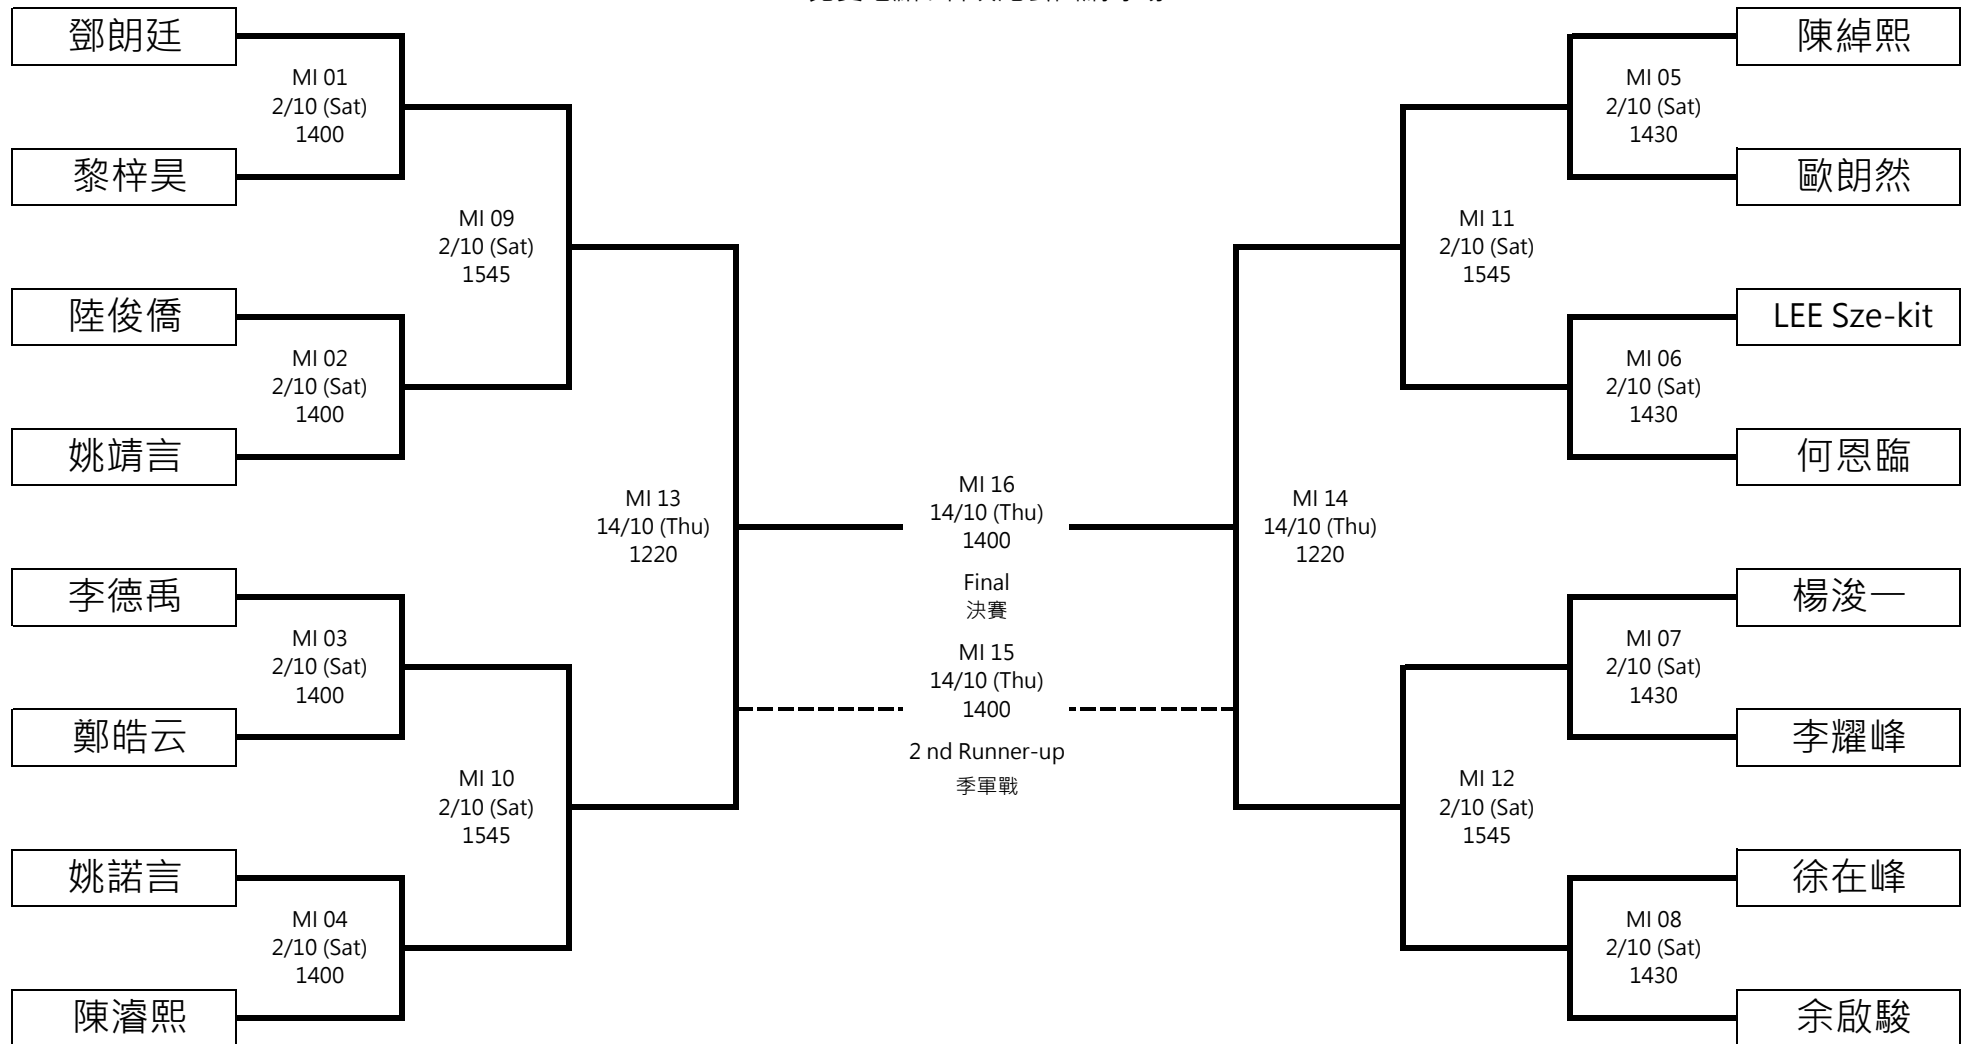 鄧朗廷
MI 01
2/10 (Sat)
1400
黎梓昊
MI 09
2/10 (Sat)
1545
陸俊僑
MI 02
2/10 (Sat)
1400
姚靖言
MI 13
14/10 (Thu)
1220
李德禹
MI 03
2/10 (Sat)
1400
鄭皓云
MI 10
2/10 (Sat)
1545
姚諾言
MI 04
2/10 (Sat)
1400
陳濬熙
MI 16
14/10 (Thu)
1400
Final
決賽
MI 15
14/10 (Thu)
1400
2 nd Runner-up
季軍戰
陳綽熙
MI 05
2/10 (Sat)
1430
歐朗然
MI 11
2/10 (Sat)
1545
LEE Sze-kit
MI 06
2/10 (Sat)
1430
何恩臨
MI 14
14/10 (Thu)
1220
楊浚一
MI 07
2/10 (Sat)
1430
李耀峰
MI 12
2/10 (Sat)
1545
徐在峰
MI 08
2/10 (Sat)
1430
余啟駿